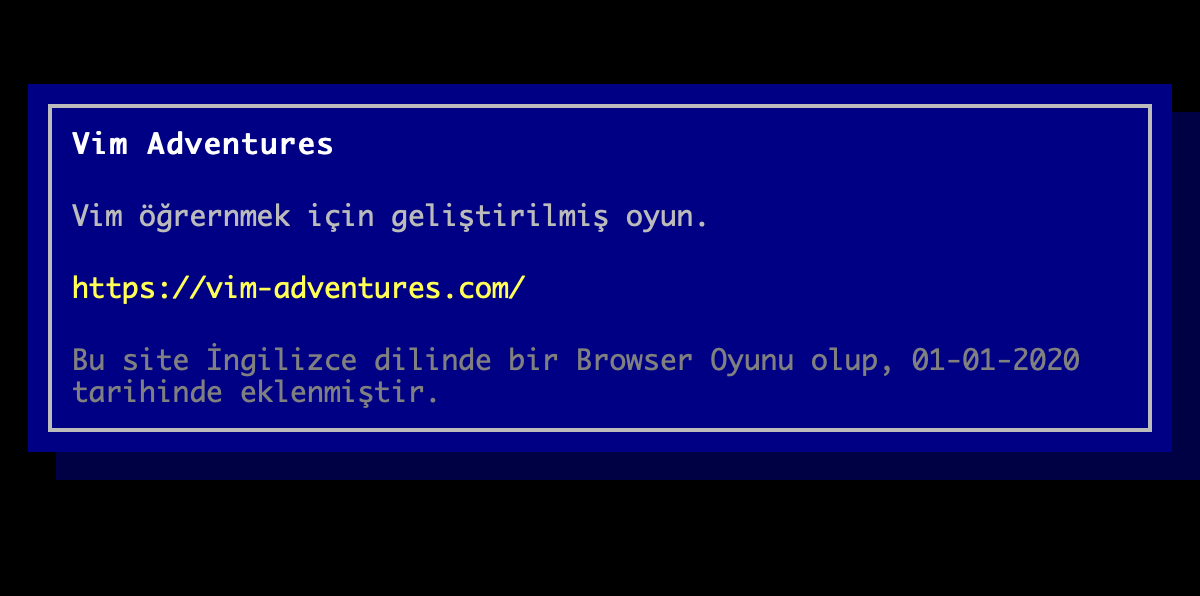 Vim Adventures
Vim öğrernmek için geliştirilmiş oyun.
https://vim-adventures.com/
Bu site İngilizce dilinde bir Browser Oyunu olup, 01-01-2020
tarihinde eklenmiştir.